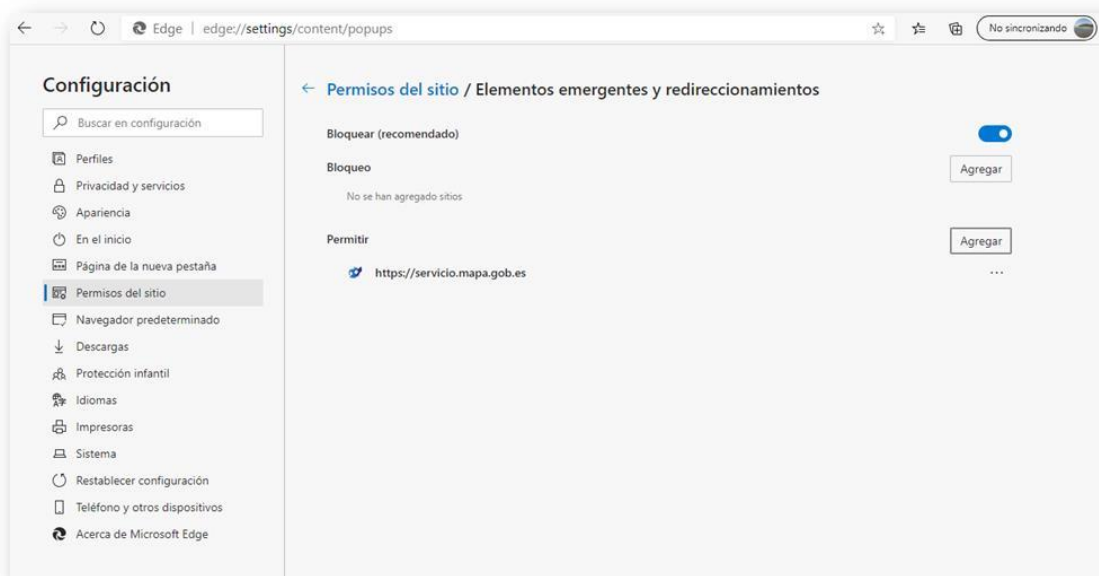 Edge | edge://settings/content/popups
No sincronizando
Configuración
Buscar en configuración
Perfiles
Privacidad y servicios
Apariencia
En el inicio
Página de la nueva pestaña
Permisos del sitio
Navegador predeterminado
Descargas
Protección infantil
Idiomas
Impresoras
Sistema
Restablecer configuración
Teléfono y otros dispositivos
Acerca de Microsoft Edge
Permisos del sitio / Elementos emergentes y redireccionamientos
Bloquear (recomendado)
Bloqueo
Agregar
No se han agregado sitios
Permitir
Agregar
https://servicio.mapa.gob.es